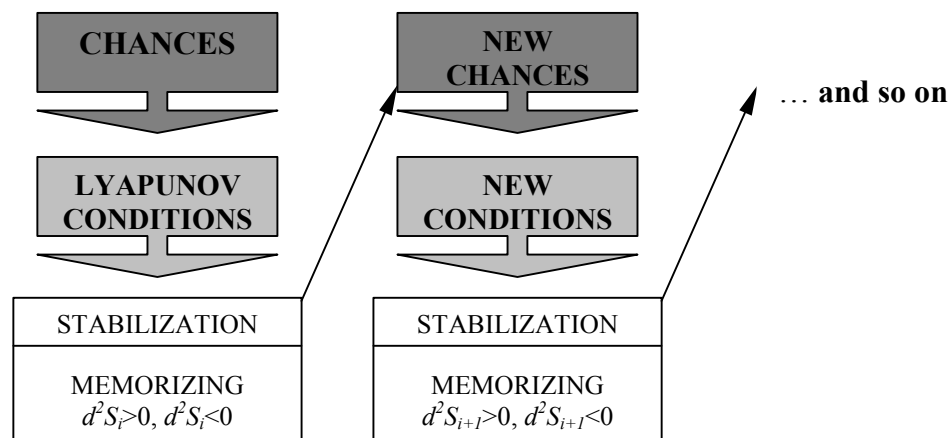 CHANCES
LYAPUNOV
CONDITIONS
STABILIZATION
MEMORIZING
d²Sᵢ>0, d²Sᵢ<0
NEW
CHANCES
NEW
CONDITIONS
STABILIZATION
MEMORIZING
d²Sᵢ₊₁>0, d²Sᵢ₊₁<0
… and so on